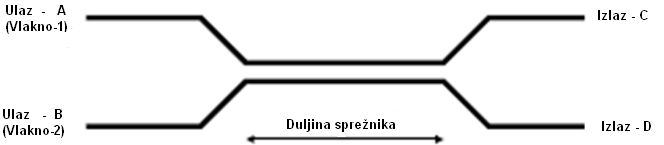 Ulaz - A
(Vlakno-1)
Izlaz - C
Ulaz - B
(Vlakno-2)
Duljina sprežnika
Izlaz - D